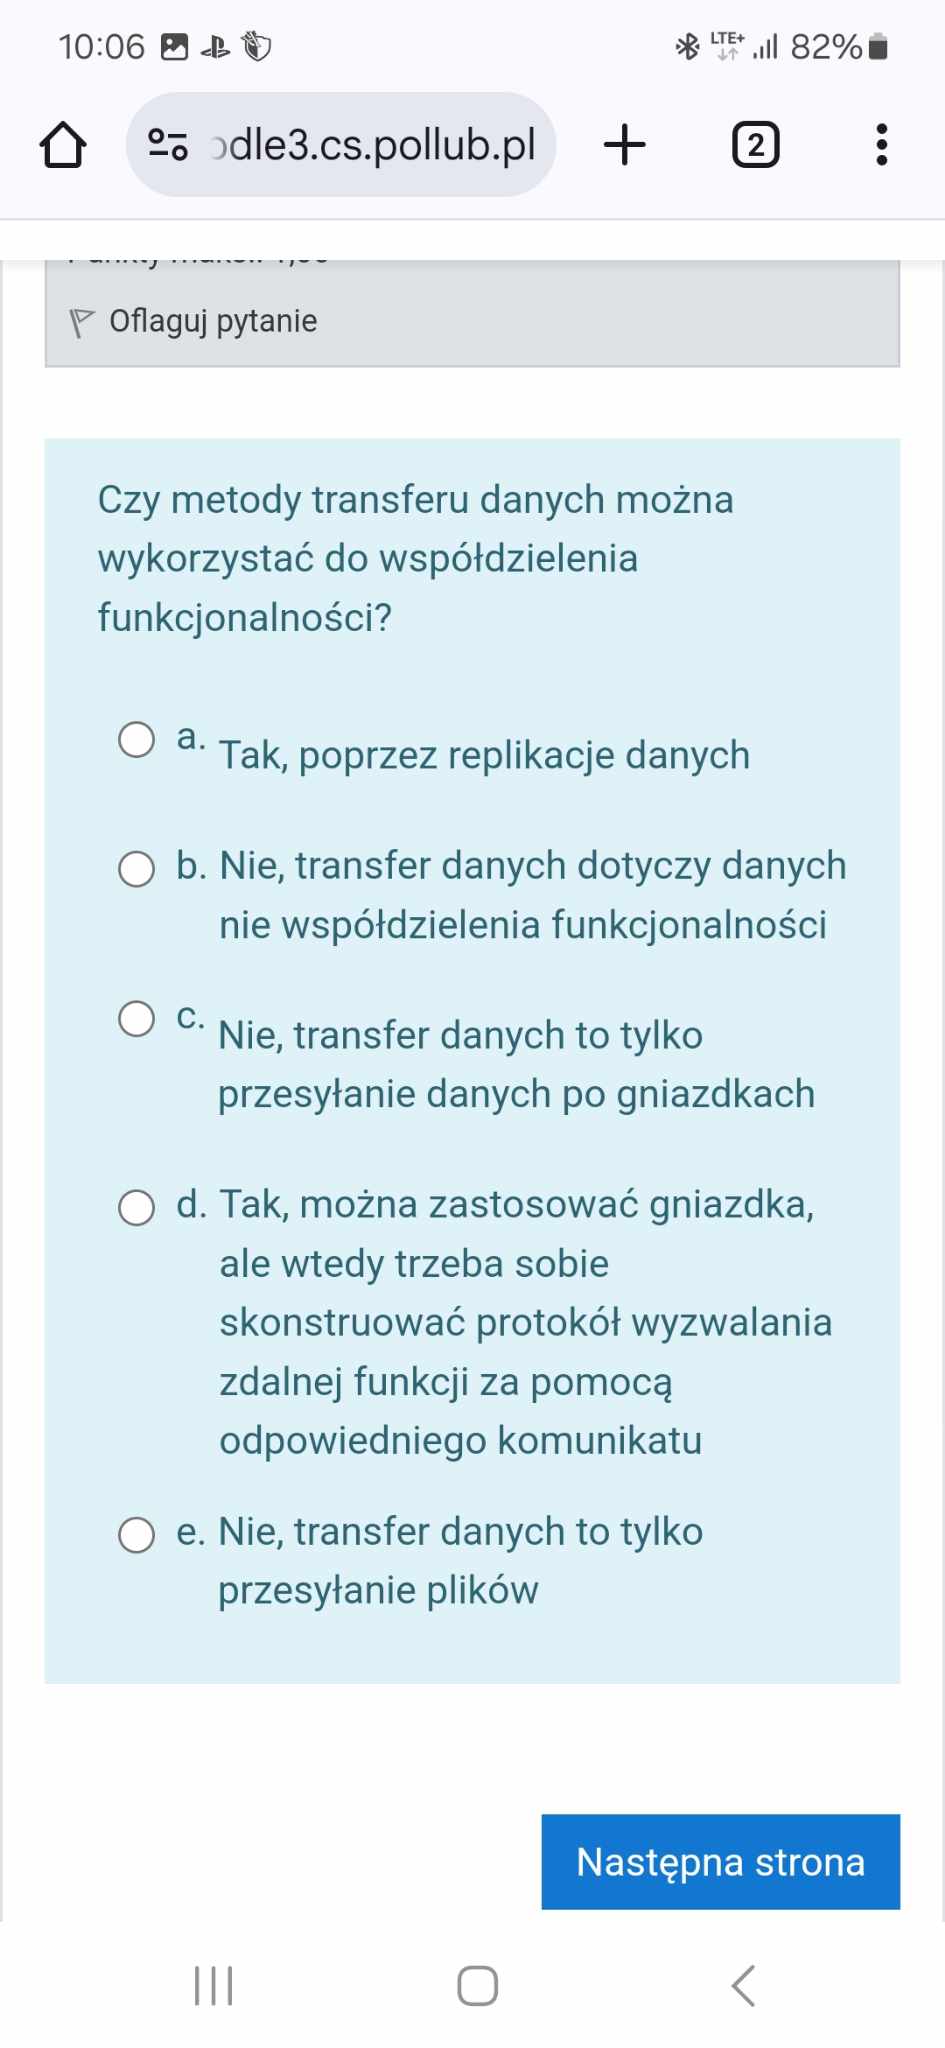 10:06
LTE+
82%
odle3.cs.pollub.pl
2
Oflaguj pytanie
Czy metody transferu danych można
wykorzystać do współdzielenia
funkcjonalności?
a. Tak, poprzez replikacje danych
b. Nie, transfer danych dotyczy danych
nie współdzielenia funkcjonalności
c. Nie, transfer danych to tylko
przesyłanie danych po gniazdkach
d. Tak, można zastosować gniazdka,
ale wtedy trzeba sobie
skonstruować protokół wyzwalania
zdalnej funkcji za pomocą
odpowiedniego komunikatu
e. Nie, transfer danych to tylko
przesyłanie plików
Następna strona